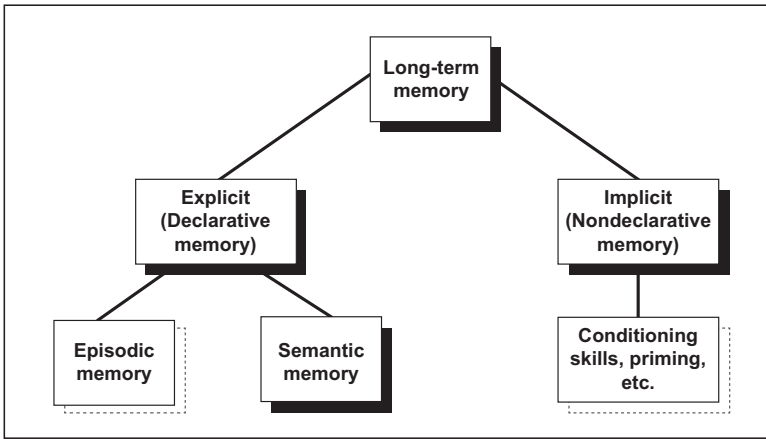 Long-term
memory
Explicit
(Declarative
memory)
Implicit
(Nondeclarative
memory)
Episodic
memory
Semantic
memory
Conditioning
skills, priming,
etc.